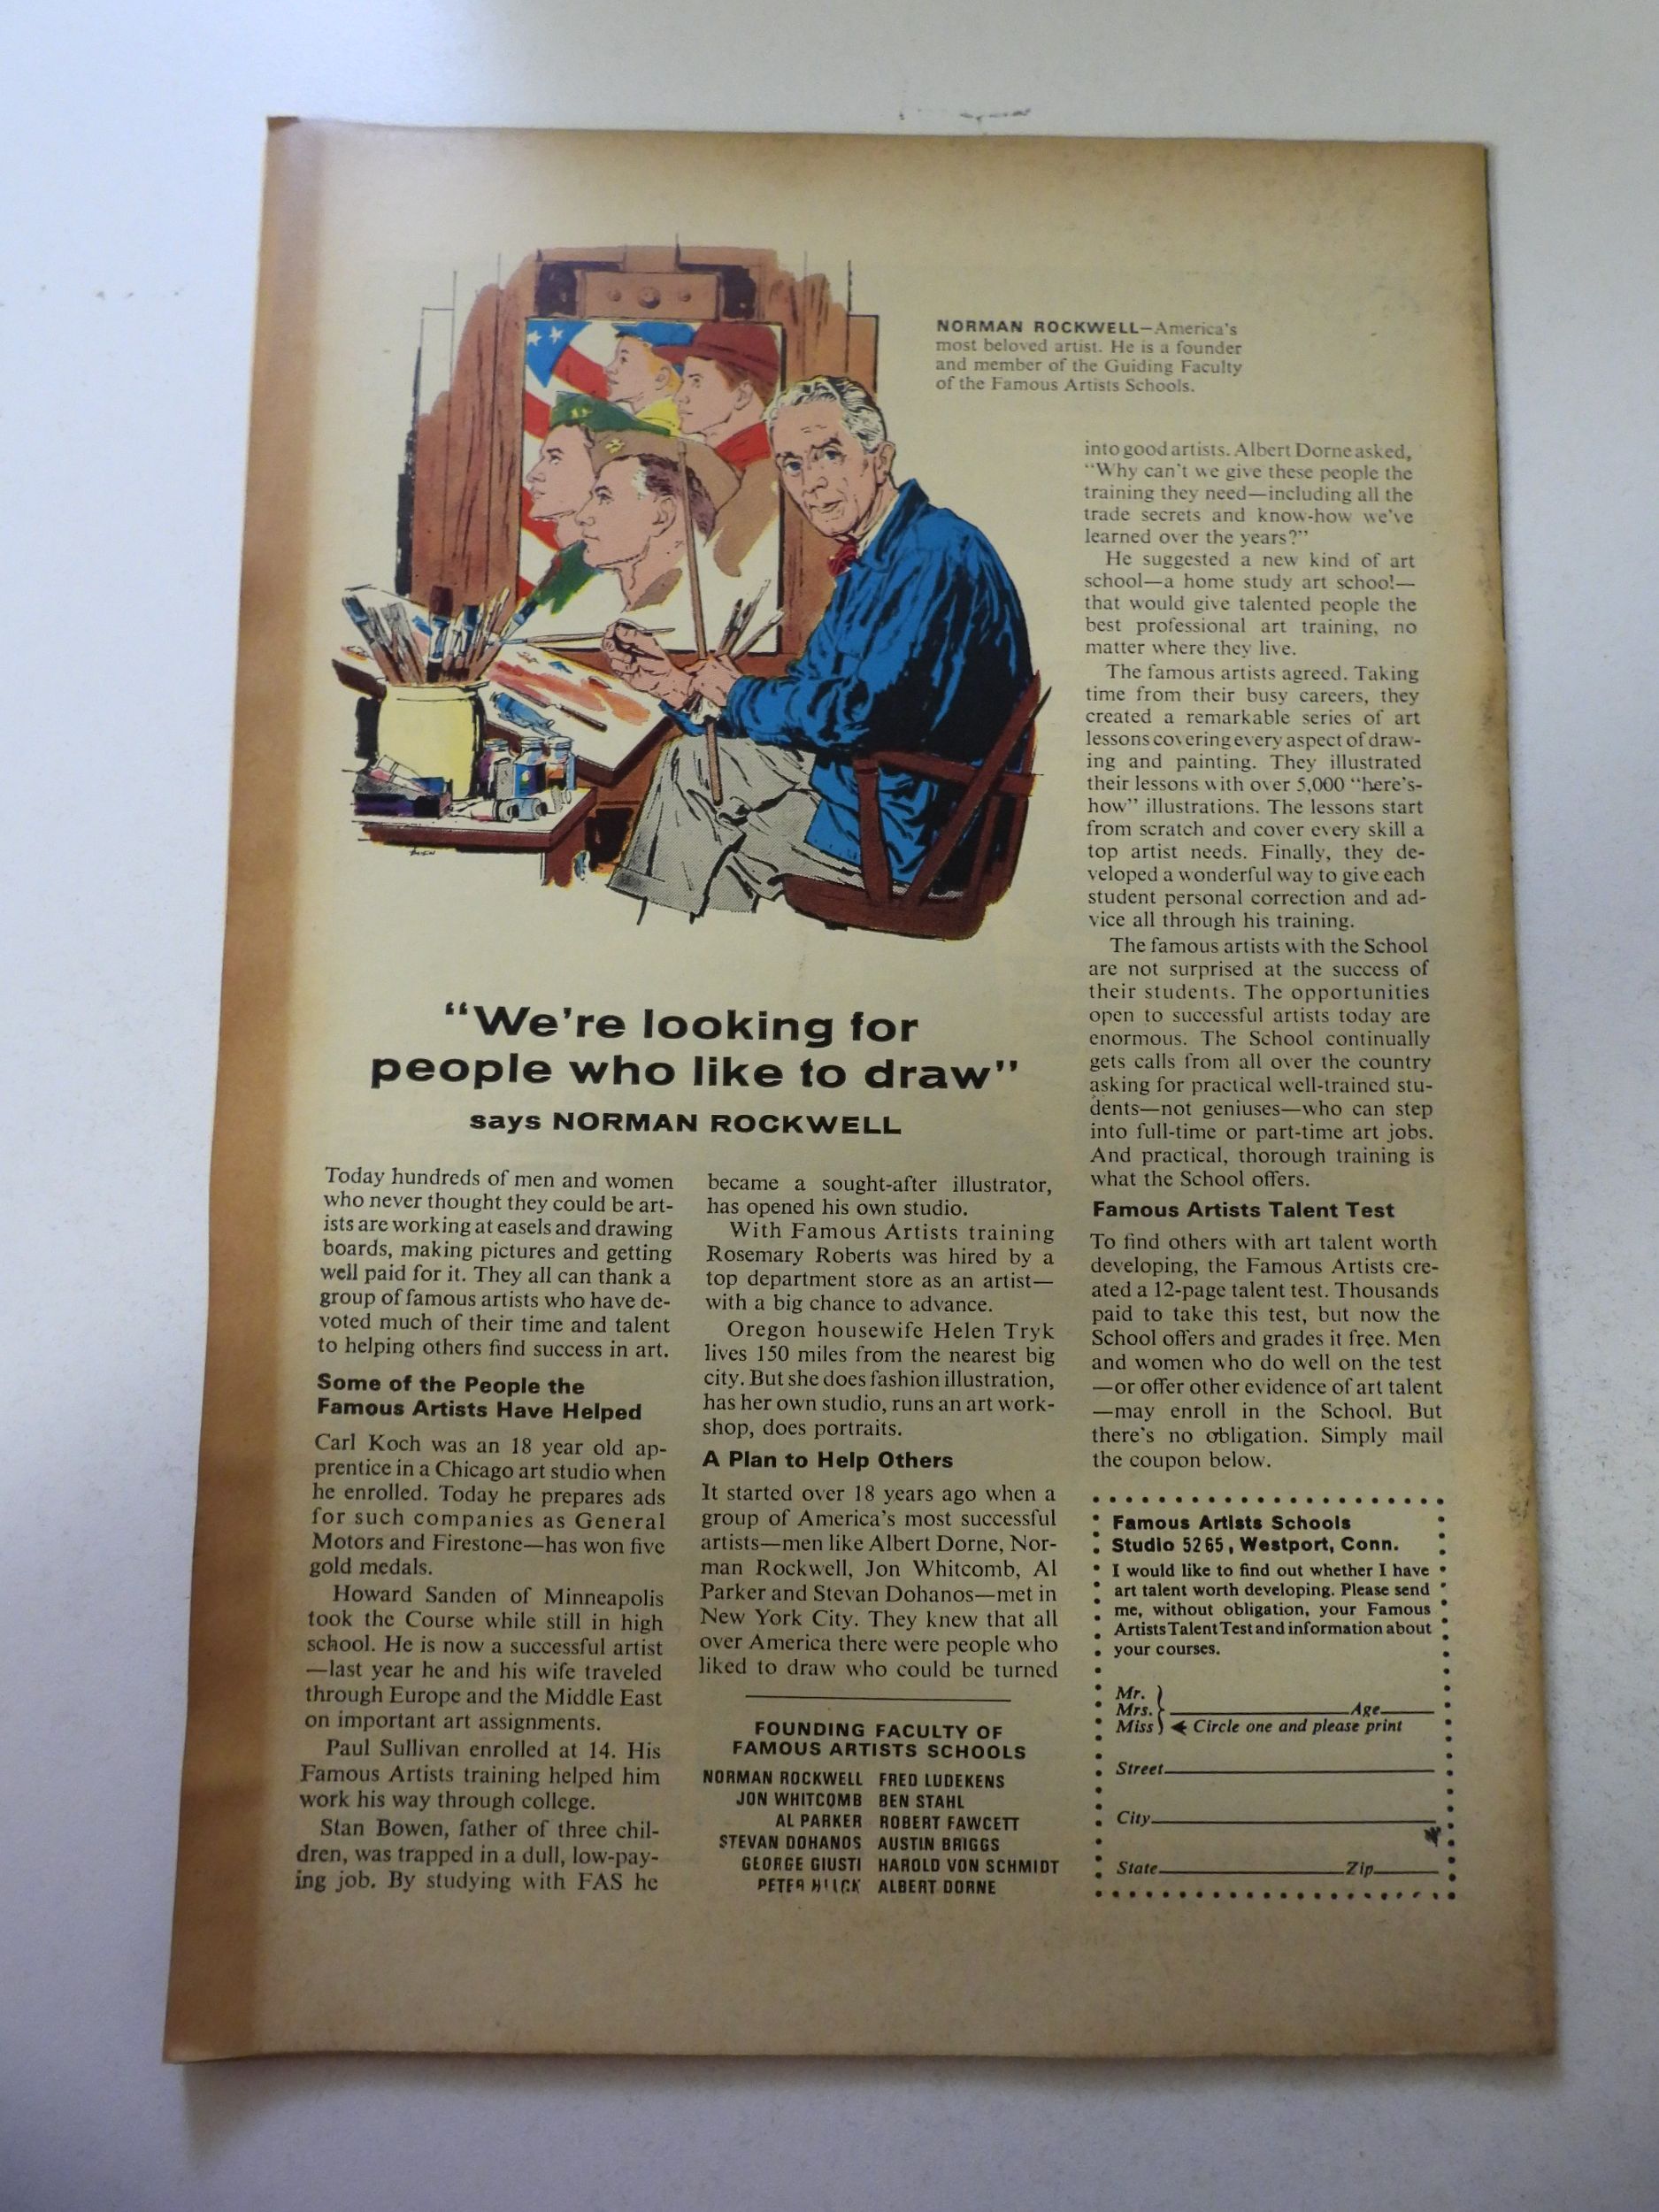 NORMAN ROCKWELL—America's
most beloved artist. He is a founder
and member of the Guiding Faculty
of the Famous Artists Schools.
"We're looking for
people who like to draw"
says NORMAN ROCKWELL
Today hundreds of men and women
who never thought they could be art-
ists are working at easels and drawing
boards, making pictures and getting
well paid for it. They all can thank a
group of famous artists who have de-
voted much of their time and talent
to helping others find success in art.
Some of the People the
Famous Artists Have Helped
Carl Koch was an 18 year old ap-
prentice in a Chicago art studio when
he enrolled. Today he prepares ads
for such companies as General
Motors and Firestone—has won five
gold medals.
Howard Sanden of Minneapolis
took the Course while still in high
school. He is now a successful artist
—last year he and his wife traveled
through Europe and the Middle East
on important art assignments.
Paul Sullivan enrolled at 14. His
Famous Artists training helped him
work his way through college.
Stan Bowen, father of three chil-
dren, was trapped in a dull, low-pay-
ing job. By studying with FAS he
became a sought-after illustrator,
has opened his own studio.
With Famous Artists training
Rosemary Roberts was hired by a
top department store as an artist—
with a big chance to advance.
Oregon housewife Helen Tryk
lives 150 miles from the nearest big
city. But she does fashion illustration,
has her own studio, runs an art work-
shop, does portraits.
A Plan to Help Others
It started over 18 years ago when a
group of America's most successful
artists—men like Albert Dorne, Nor-
man Rockwell, Jon Whitcomb, Al
Parker and Stevan Dohanos—met in
New York City. They knew that all
over America there were people who
liked to draw who could be turned
FOUNDING FACULTY OF
FAMOUS ARTISTS SCHOOLS
NORMAN ROCKWELL FRED LUDEKENS
JON WHITCOMB BEN STAHL
AL PARKER ROBERT FAWCETT
STEVAN DOHANOS AUSTIN BRIGGS
GEORGE GIUSTI HAROLD VON SCHMIDT
PETER ALBERT DORNE
into good artists. Albert Dorne asked,
"Why can't we give these people the
training they need—including all the
trade secrets and know-how we've
learned over the years?"
He suggested a new kind of art
school—a home study art school—
that would give talented people the
best professional art training, no
matter where they live.
The famous artists agreed. Taking
time from their busy careers, they
created a remarkable series of art
lessons covering every aspect of draw-
ing and painting. They illustrated
their lessons with over 5,000 "here's-
how" illustrations. The lessons start
from scratch and cover every skill a
top artist needs. Finally, they de-
veloped a wonderful way to give each
student personal correction and ad-
vice all through his training.
The famous artists with the School
are not surprised at the success of
their students. The opportunities
open to successful artists today are
enormous. The School continually
gets calls from all over the country
asking for practical well-trained stu-
dents—not geniuses—who can step
into full-time or part-time art jobs.
And practical, thorough training is
what the School offers.
Famous Artists Talent Test
To find others with art talent worth
developing, the Famous Artists cre-
ated a 12-page talent test. Thousands
paid to take this test, but now the
School offers and grades it free. Men
and women who do well on the test
—or offer other evidence of art talent
—may enroll in the School. But
there's no obligation. Simply mail
the coupon below.
Famous Artists Schools
Studio 5265, Westport, Conn.
I would like to find out whether I have
art talent worth developing. Please send
me, without obligation, your Famous
Artists Talent Test and information about
your courses.
Mr.
Mrs. Age
Miss Circle one and please print
Street
City
State Zip